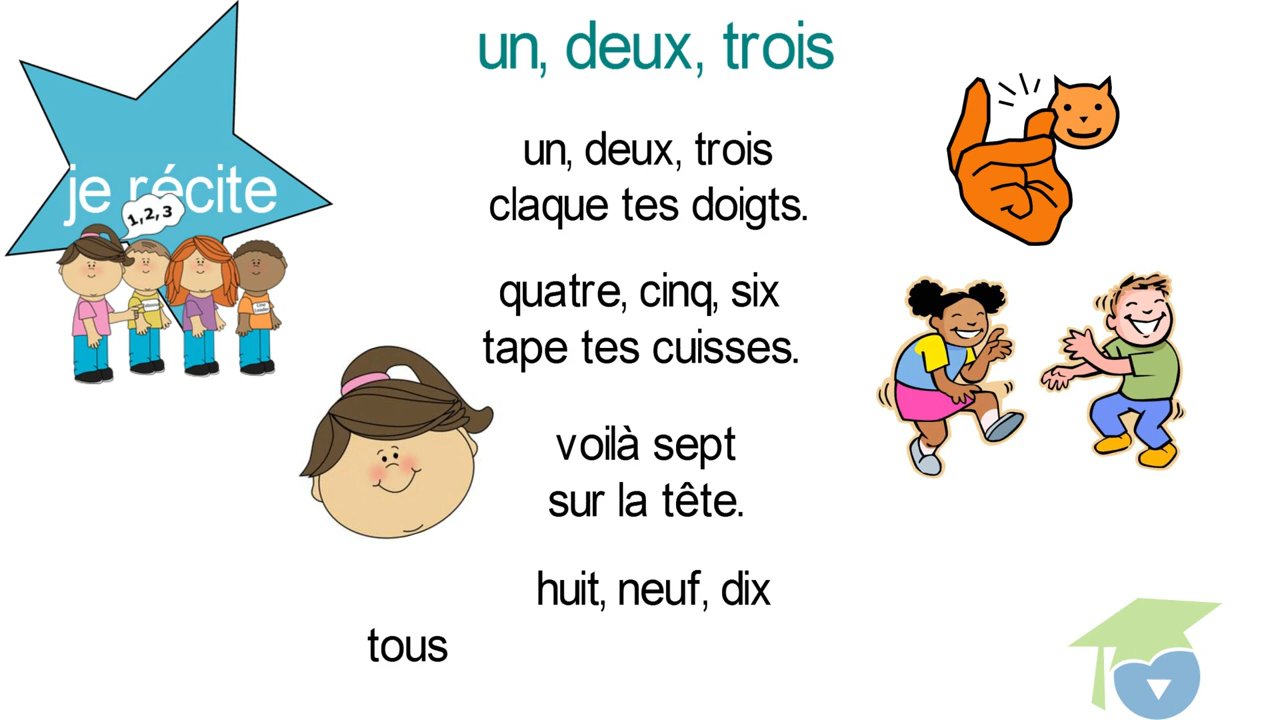 un, deux, trois
je récite
1, 2, 3
un, deux, trois
claque tes doigts.
quatre, cinq, six
tape tes cuisses.
voilà sept
sur la tête.
huit, neuf, dix
tous